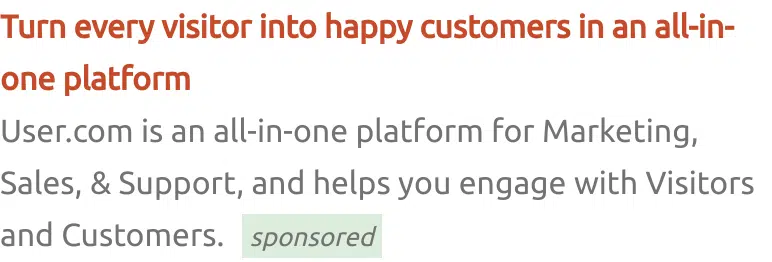 Turn every visitor into happy customers in an all-in-
one platform
User.com is an all-in-one platform for Marketing,
Sales, & Support, and helps you engage with Visitors
and Customers. sponsored